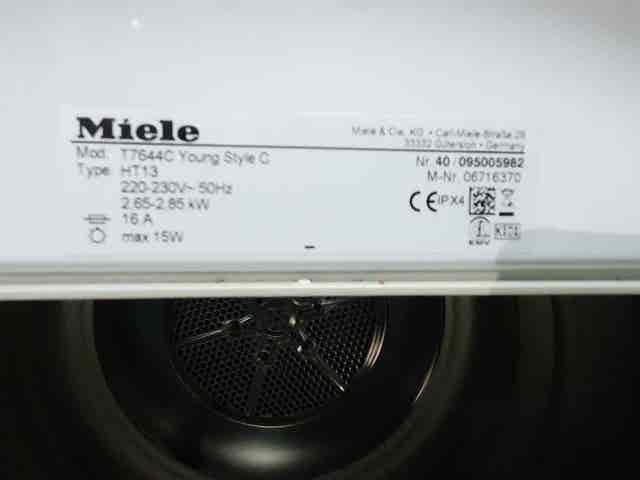 Miele
Miele & Cie. KG • Carl-Miele-Straße 29
33332 Gütersloh • Germany
Mod. T7644C Young Style C
Nr. 40 / 095005982
Type HT13
M-Nr. 06716370
220-230V~ 50Hz
2.65-2.85 kW
CE IPX4
16 A
max 15W